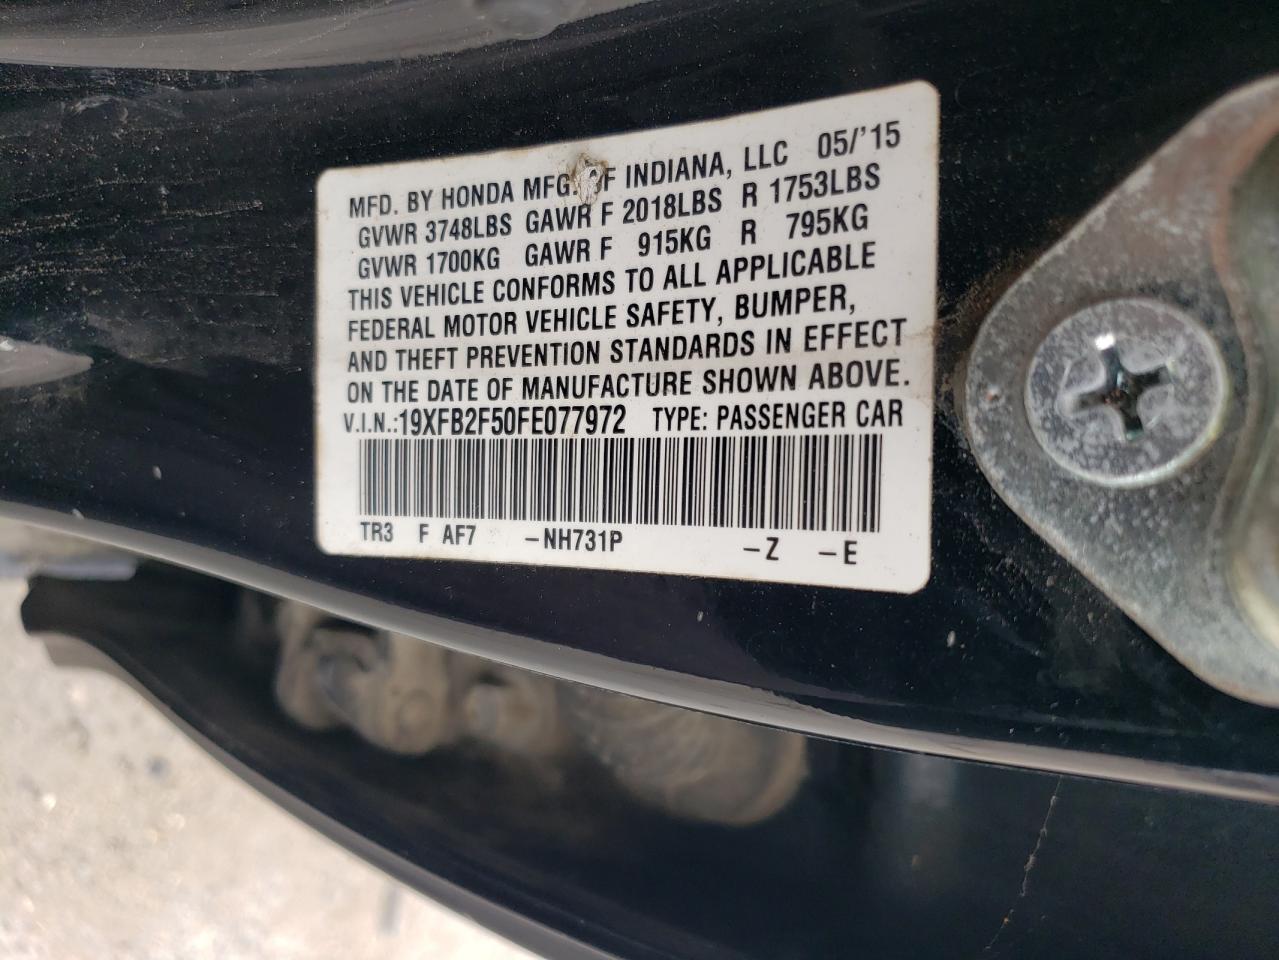 MFD. BY HONDA MFG. OF INDIANA, LLC 05/'15
GVWR 3748LBS GAWR F 2018LBS R 1753LBS
GVWR 1700KG GAWR F 915KG R 795KG
THIS VEHICLE CONFORMS TO ALL APPLICABLE
FEDERAL MOTOR VEHICLE SAFETY, BUMPER,
AND THEFT PREVENTION STANDARDS IN EFFECT
ON THE DATE OF MANUFACTURE SHOWN ABOVE.
V.I.N.:19XFB2F50FE077972 TYPE: PASSENGER CAR
TR3 F AF7 -NH731P -Z -E